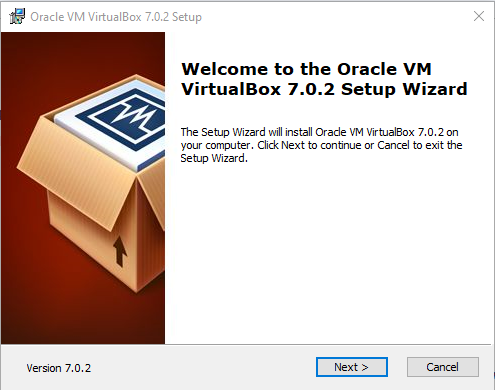 Oracle VM VirtualBox 7.0.2 Setup
Welcome to the Oracle VM
VirtualBox 7.0.2 Setup Wizard
The Setup Wizard will install Oracle VM VirtualBox 7.0.2 on
your computer. Click Next to continue or Cancel to exit the
Setup Wizard.
Version 7.0.2
Next >
Cancel